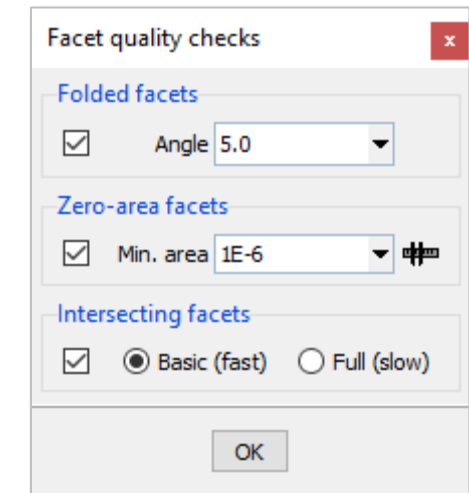 Facet quality checks x
Folded facets
Angle 5.0
Zero-area facets
Min. area 1E-6
Intersecting facets
Basic (fast) Full (slow)
OK